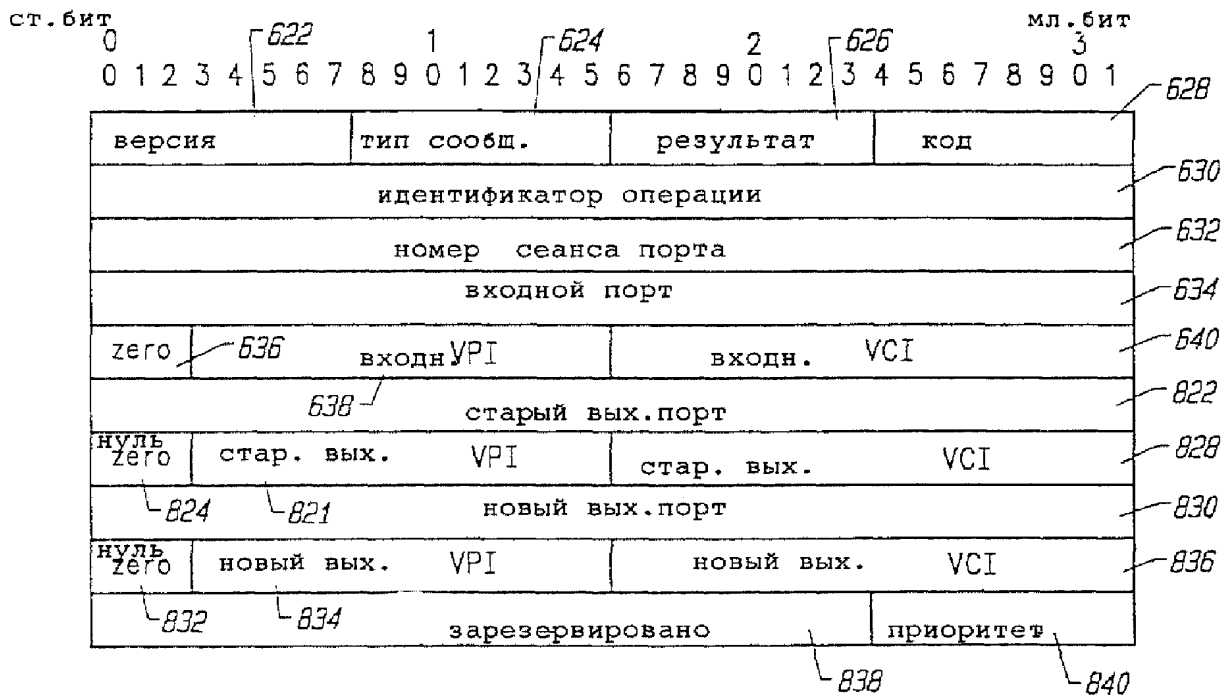 ст.бит мл.бит
0 622 1 624 2 626 3
0 1 2 3 4 5 6 7 8 9 0 1 2 3 4 5 6 7 8 9 0 1 2 3 4 5 6 7 8 9 0 1
628
версия тип сообщ. результат код
идентификатор операции 630
номер сеанса порта 632
входной порт 634
zero 636 входн. VPI входн. VCI 640
638 старый вых.порт 822
нуль
zero стар. вых. VPI стар. вых. VCI 828
824 821 новый вых.порт 830
нуль
zero новый вых. VPI новый вых. VCI 836
832 834 зарезервировано приоритет
838 840